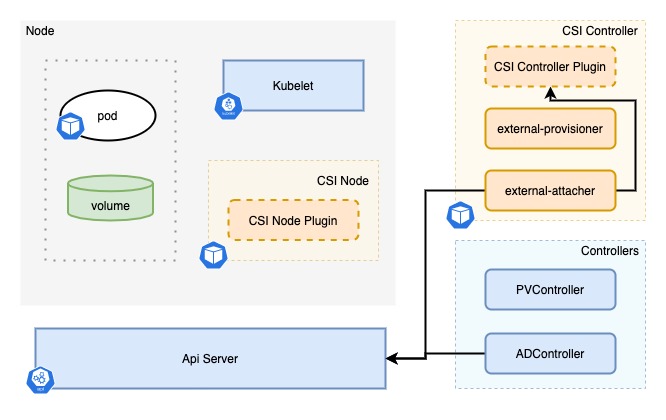 Node
CSI Controller
CSI Controller Plugin
Kubelet
pod
external-provisioner
CSI Node
volume
external-attacher
CSI Node Plugin
Controllers
PVController
Api Server
ADController